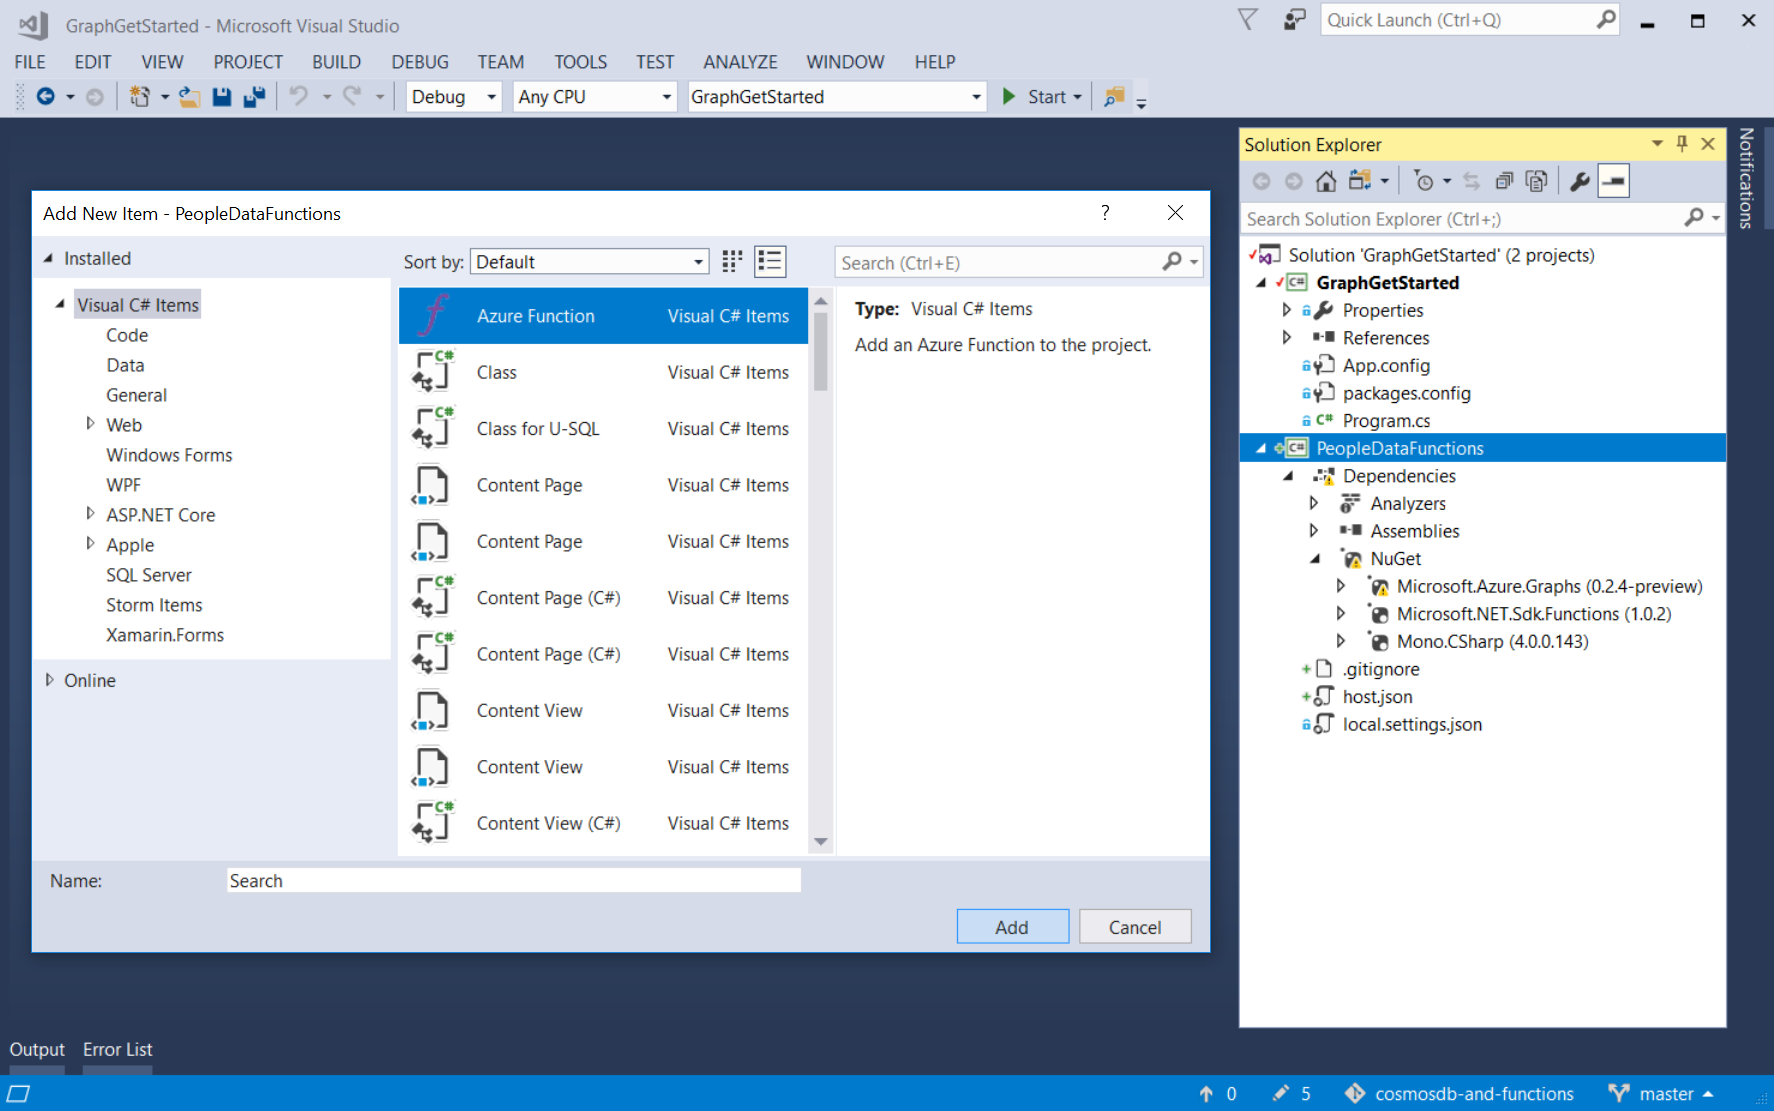 GraphGetStarted - Microsoft Visual Studio
Quick Launch (Ctrl+Q)
FILE EDIT VIEW PROJECT BUILD DEBUG TEAM TOOLS TEST ANALYZE WINDOW HELP
Debug Any CPU GraphGetStarted Start
Add New Item - PeopleDataFunctions
?
Installed
Visual C# Items
Code
Data
General
Web
Windows Forms
WPF
ASP.NET Core
Apple
SQL Server
Storm Items
Xamarin.Forms
Online
Sort by: Default
Search (Ctrl+E)
Azure Function Visual C# Items
C# Class Visual C# Items
C# Class for U-SQL Visual C# Items
Content Page Visual C# Items
Content Page Visual C# Items
C# Content Page (C#) Visual C# Items
C# Content Page (C#) Visual C# Items
Content View Visual C# Items
Content View Visual C# Items
C# Content View (C#) Visual C# Items
Type: Visual C# Items
Add an Azure Function to the project.
Name: Search
Add Cancel
Solution Explorer
Search Solution Explorer (Ctrl+;)
Solution 'GraphGetStarted' (2 projects)
C# GraphGetStarted
Properties
References
App.config
packages.config
C# Program.cs
C# PeopleDataFunctions
Dependencies
Analyzers
Assemblies
NuGet
Microsoft.Azure.Graphs (0.2.4-preview)
Microsoft.NET.Sdk.Functions (1.0.2)
Mono.CSharp (4.0.0.143)
.gitignore
host.json
local.settings.json
Notifications
Output Error List
0 5 cosmosdb-and-functions master